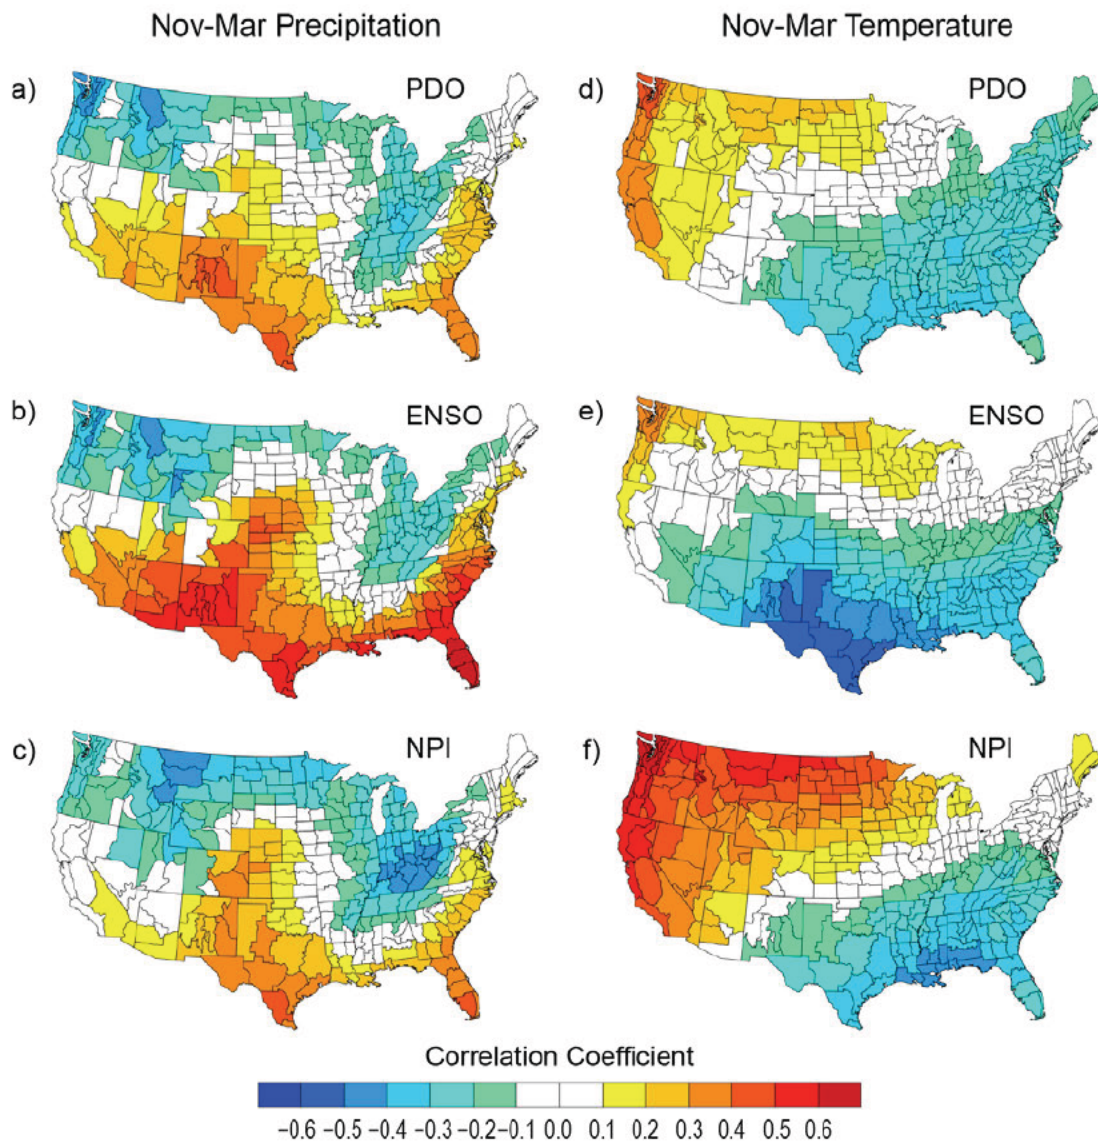 Nov-Mar Precipitation
Nov-Mar Temperature
a)
PDO
d)
PDO
b)
ENSO
e)
ENSO
c)
NPI
f)
NPI
Correlation Coefficient
−0.6 −0.5 −0.4 −0.3 −0.2 −0.1 0.0 0.1 0.2 0.3 0.4 0.5 0.6